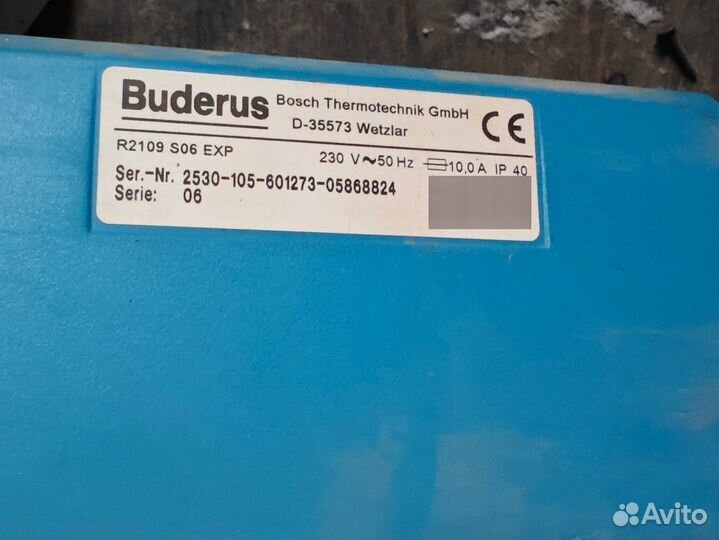 Buderus Bosch Thermotechnik GmbH
D-35573 Wetzlar
CE
R2109 S06 EXP 230 V~50 Hz 10,0 A IP 40
Ser.-Nr. 2530-105-601273-05868824
Serie: 06
Avito